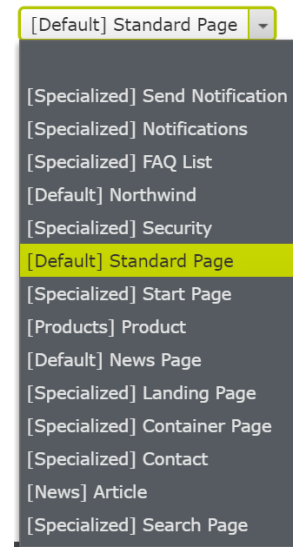 [Default] Standard Page
[Specialized] Send Notification
[Specialized] Notifications
[Specialized] FAQ List
[Default] Northwind
[Specialized] Security
[Default] Standard Page
[Specialized] Start Page
[Products] Product
[Default] News Page
[Specialized] Landing Page
[Specialized] Container Page
[Specialized] Contact
[News] Article
[Specialized] Search Page